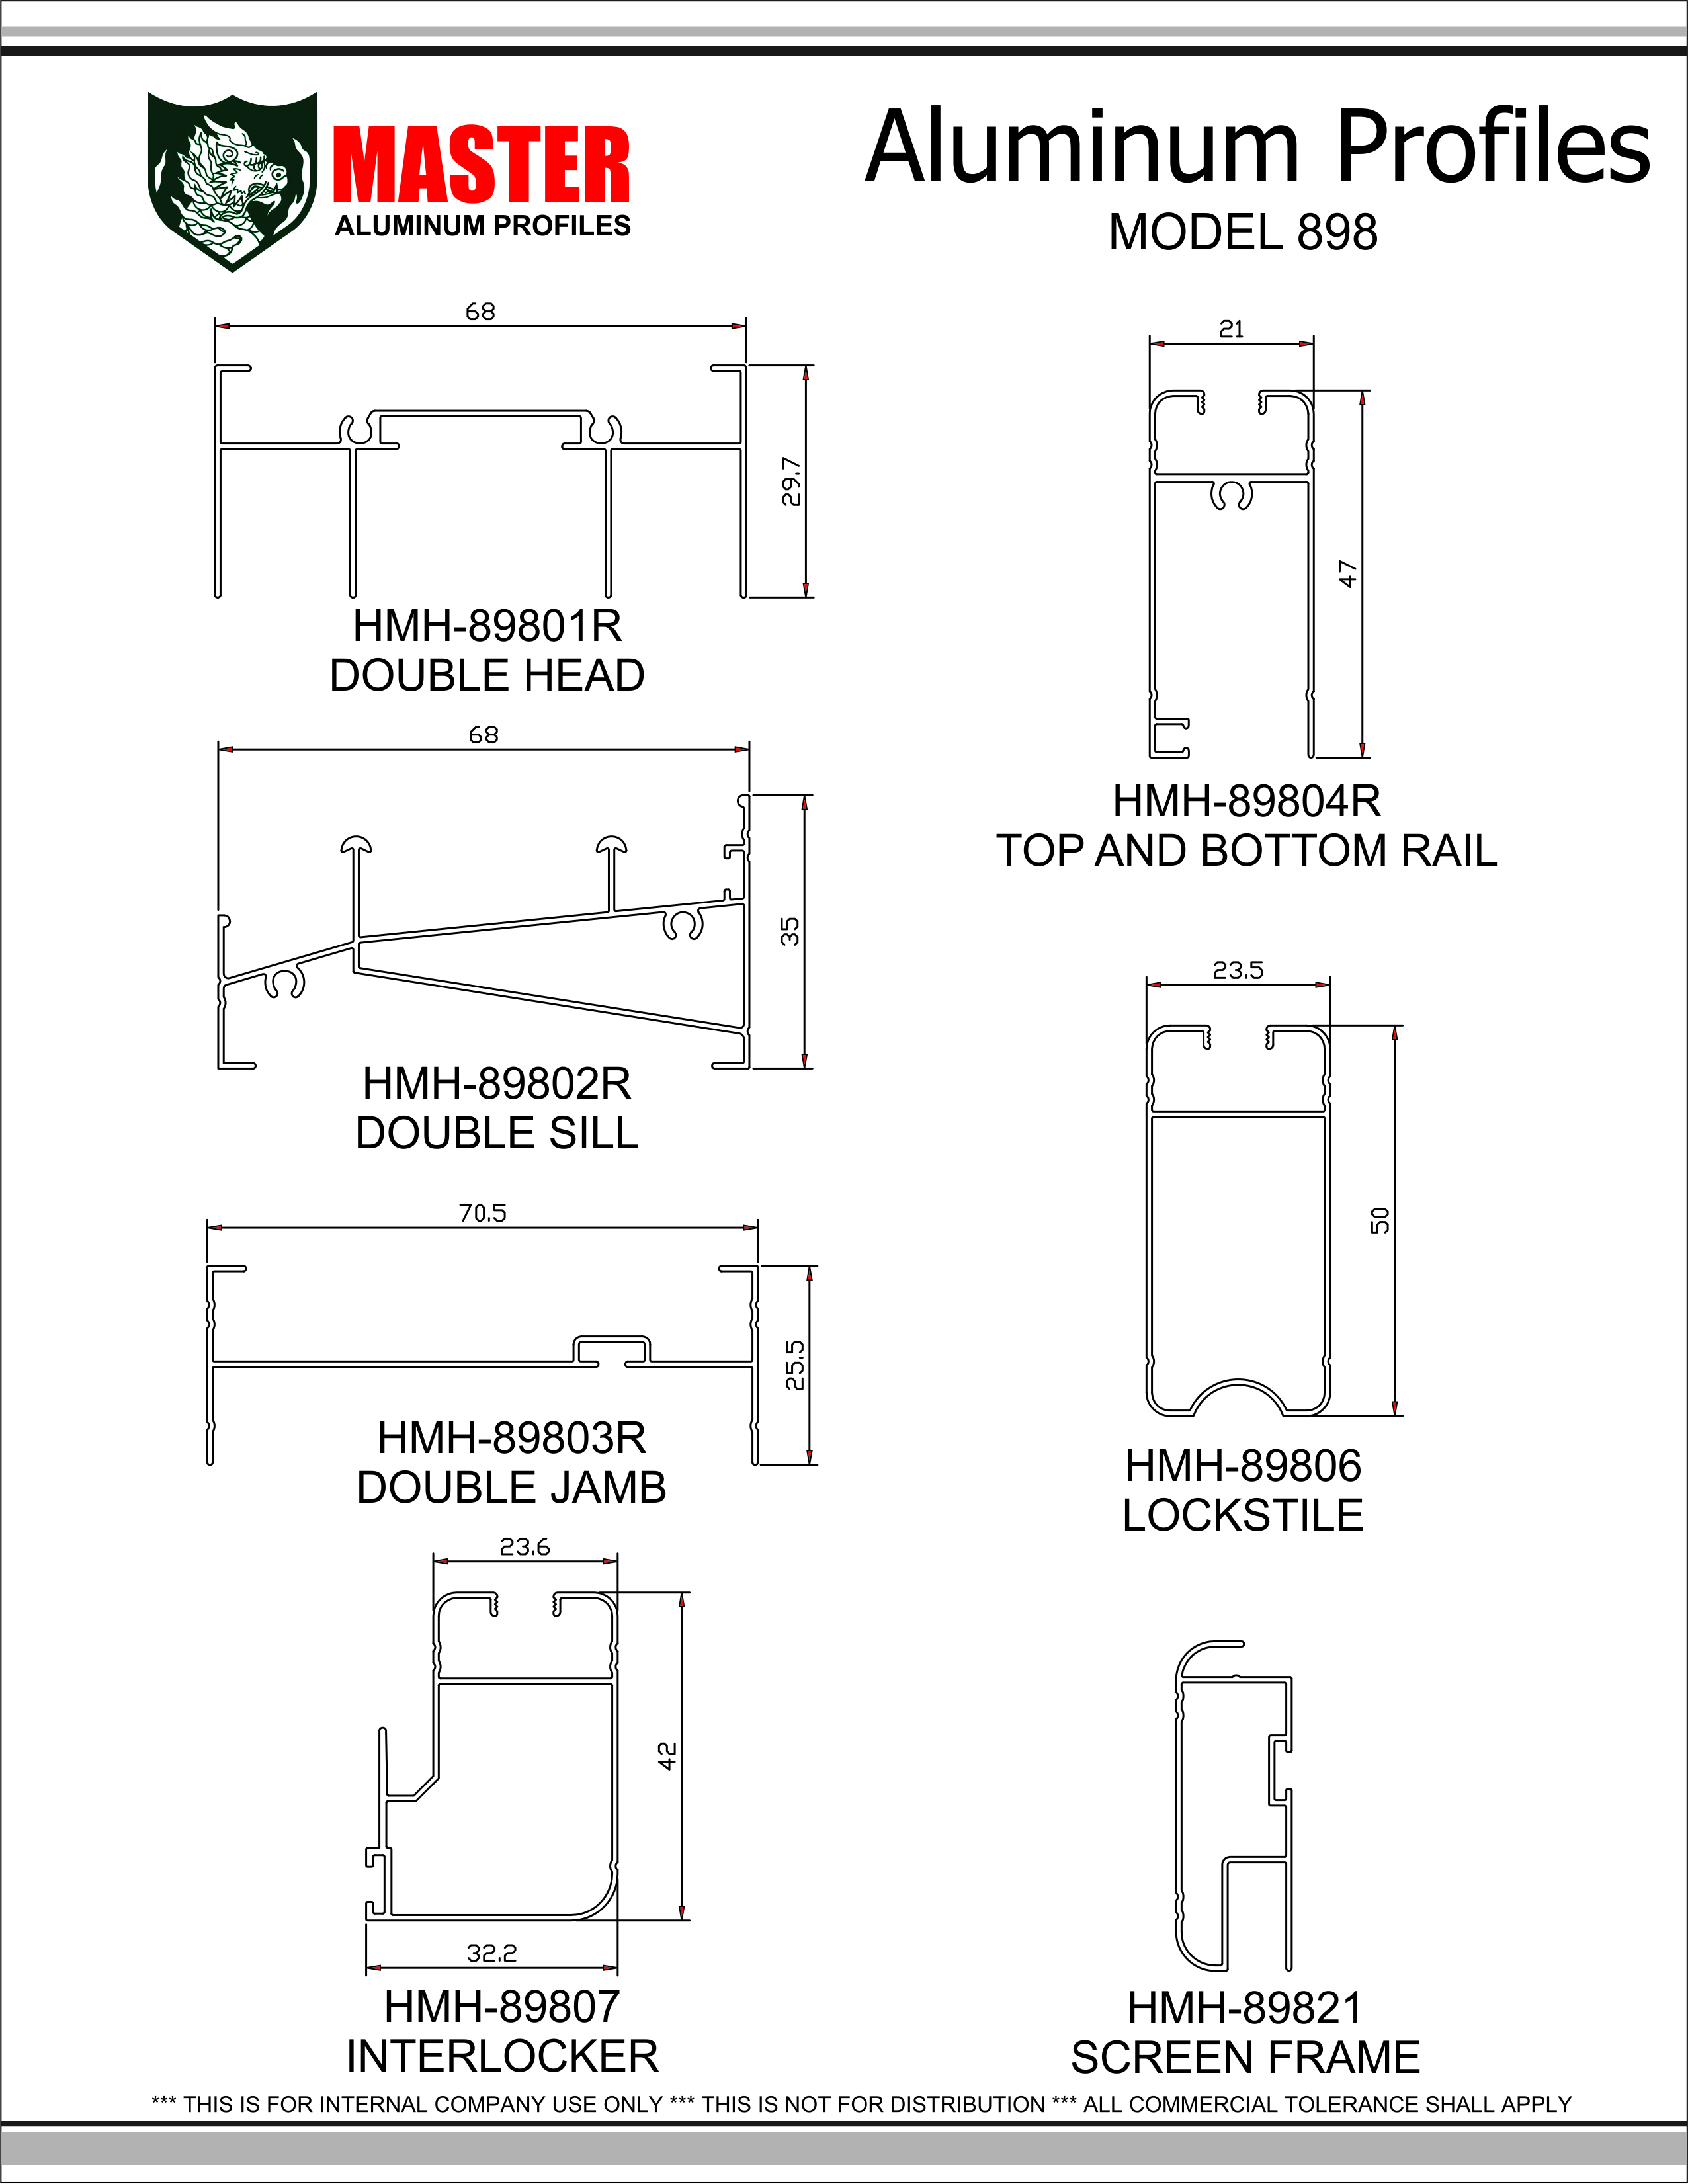 MASTER
ALUMINUM PROFILES
Aluminum Profiles
MODEL 898
68
29.7
HMH-89801R
DOUBLE HEAD
21
47
HMH-89804R
TOP AND BOTTOM RAIL
68
35
HMH-89802R
DOUBLE SILL
23.5
50
HMH-89806
LOCKSTILE
70.5
25.5
HMH-89803R
DOUBLE JAMB
23.6
42
32.2
HMH-89807
INTERLOCKER
HMH-89821
SCREEN FRAME
*** THIS IS FOR INTERNAL COMPANY USE ONLY *** THIS IS NOT FOR DISTRIBUTION *** ALL COMMERCIAL TOLERANCE SHALL APPLY